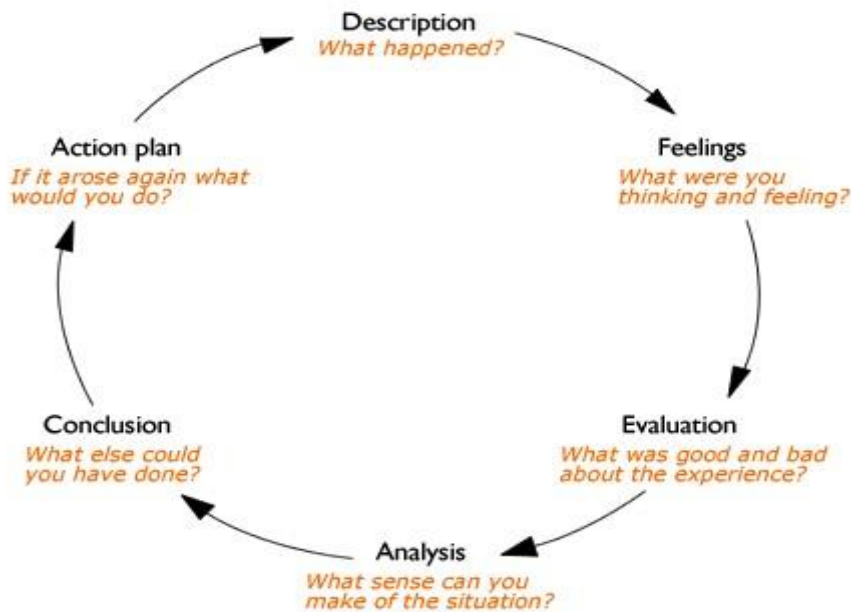 Description
What happened?
Feelings
What were you
thinking and feeling?
Evaluation
What was good and bad
about the experience?
Analysis
What sense can you
make of the situation?
Conclusion
What else could
you have done?
Action plan
If it arose again what
would you do?